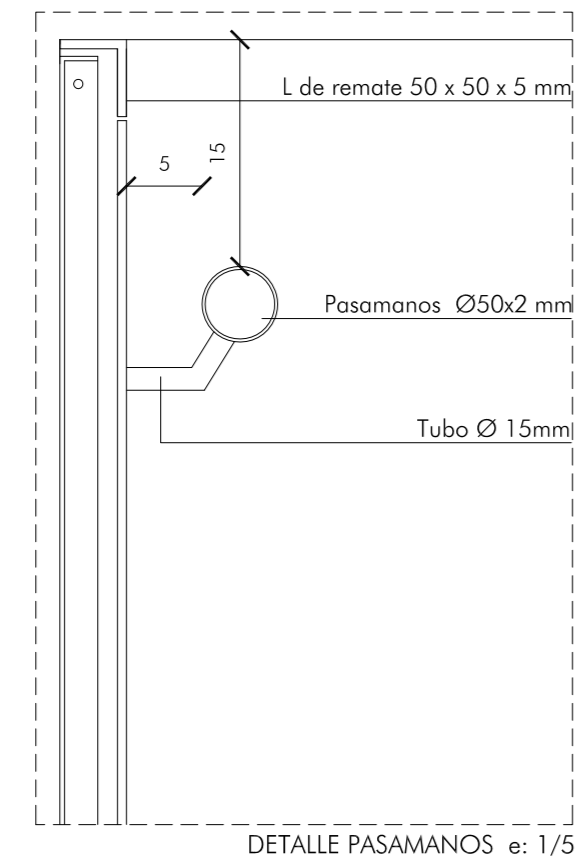 L de remate 50 x 50 x 5 mm
5
15
Pasamanos Ø50x2 mm
Tubo Ø 15mm
DETALLE PASAMANOS e: 1/5